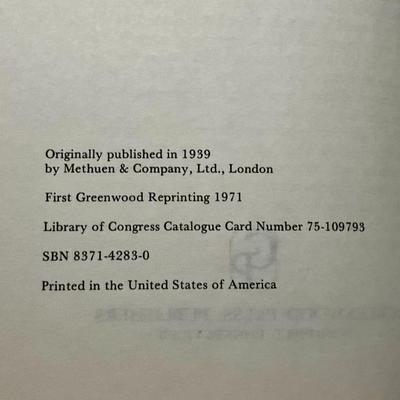 Originally published in 1939
by Methuen & Company, Ltd., London
First Greenwood Reprinting 1971
Library of Congress Catalogue Card Number 75-109793
SBN 8371-4283-0
Printed in the United States of America